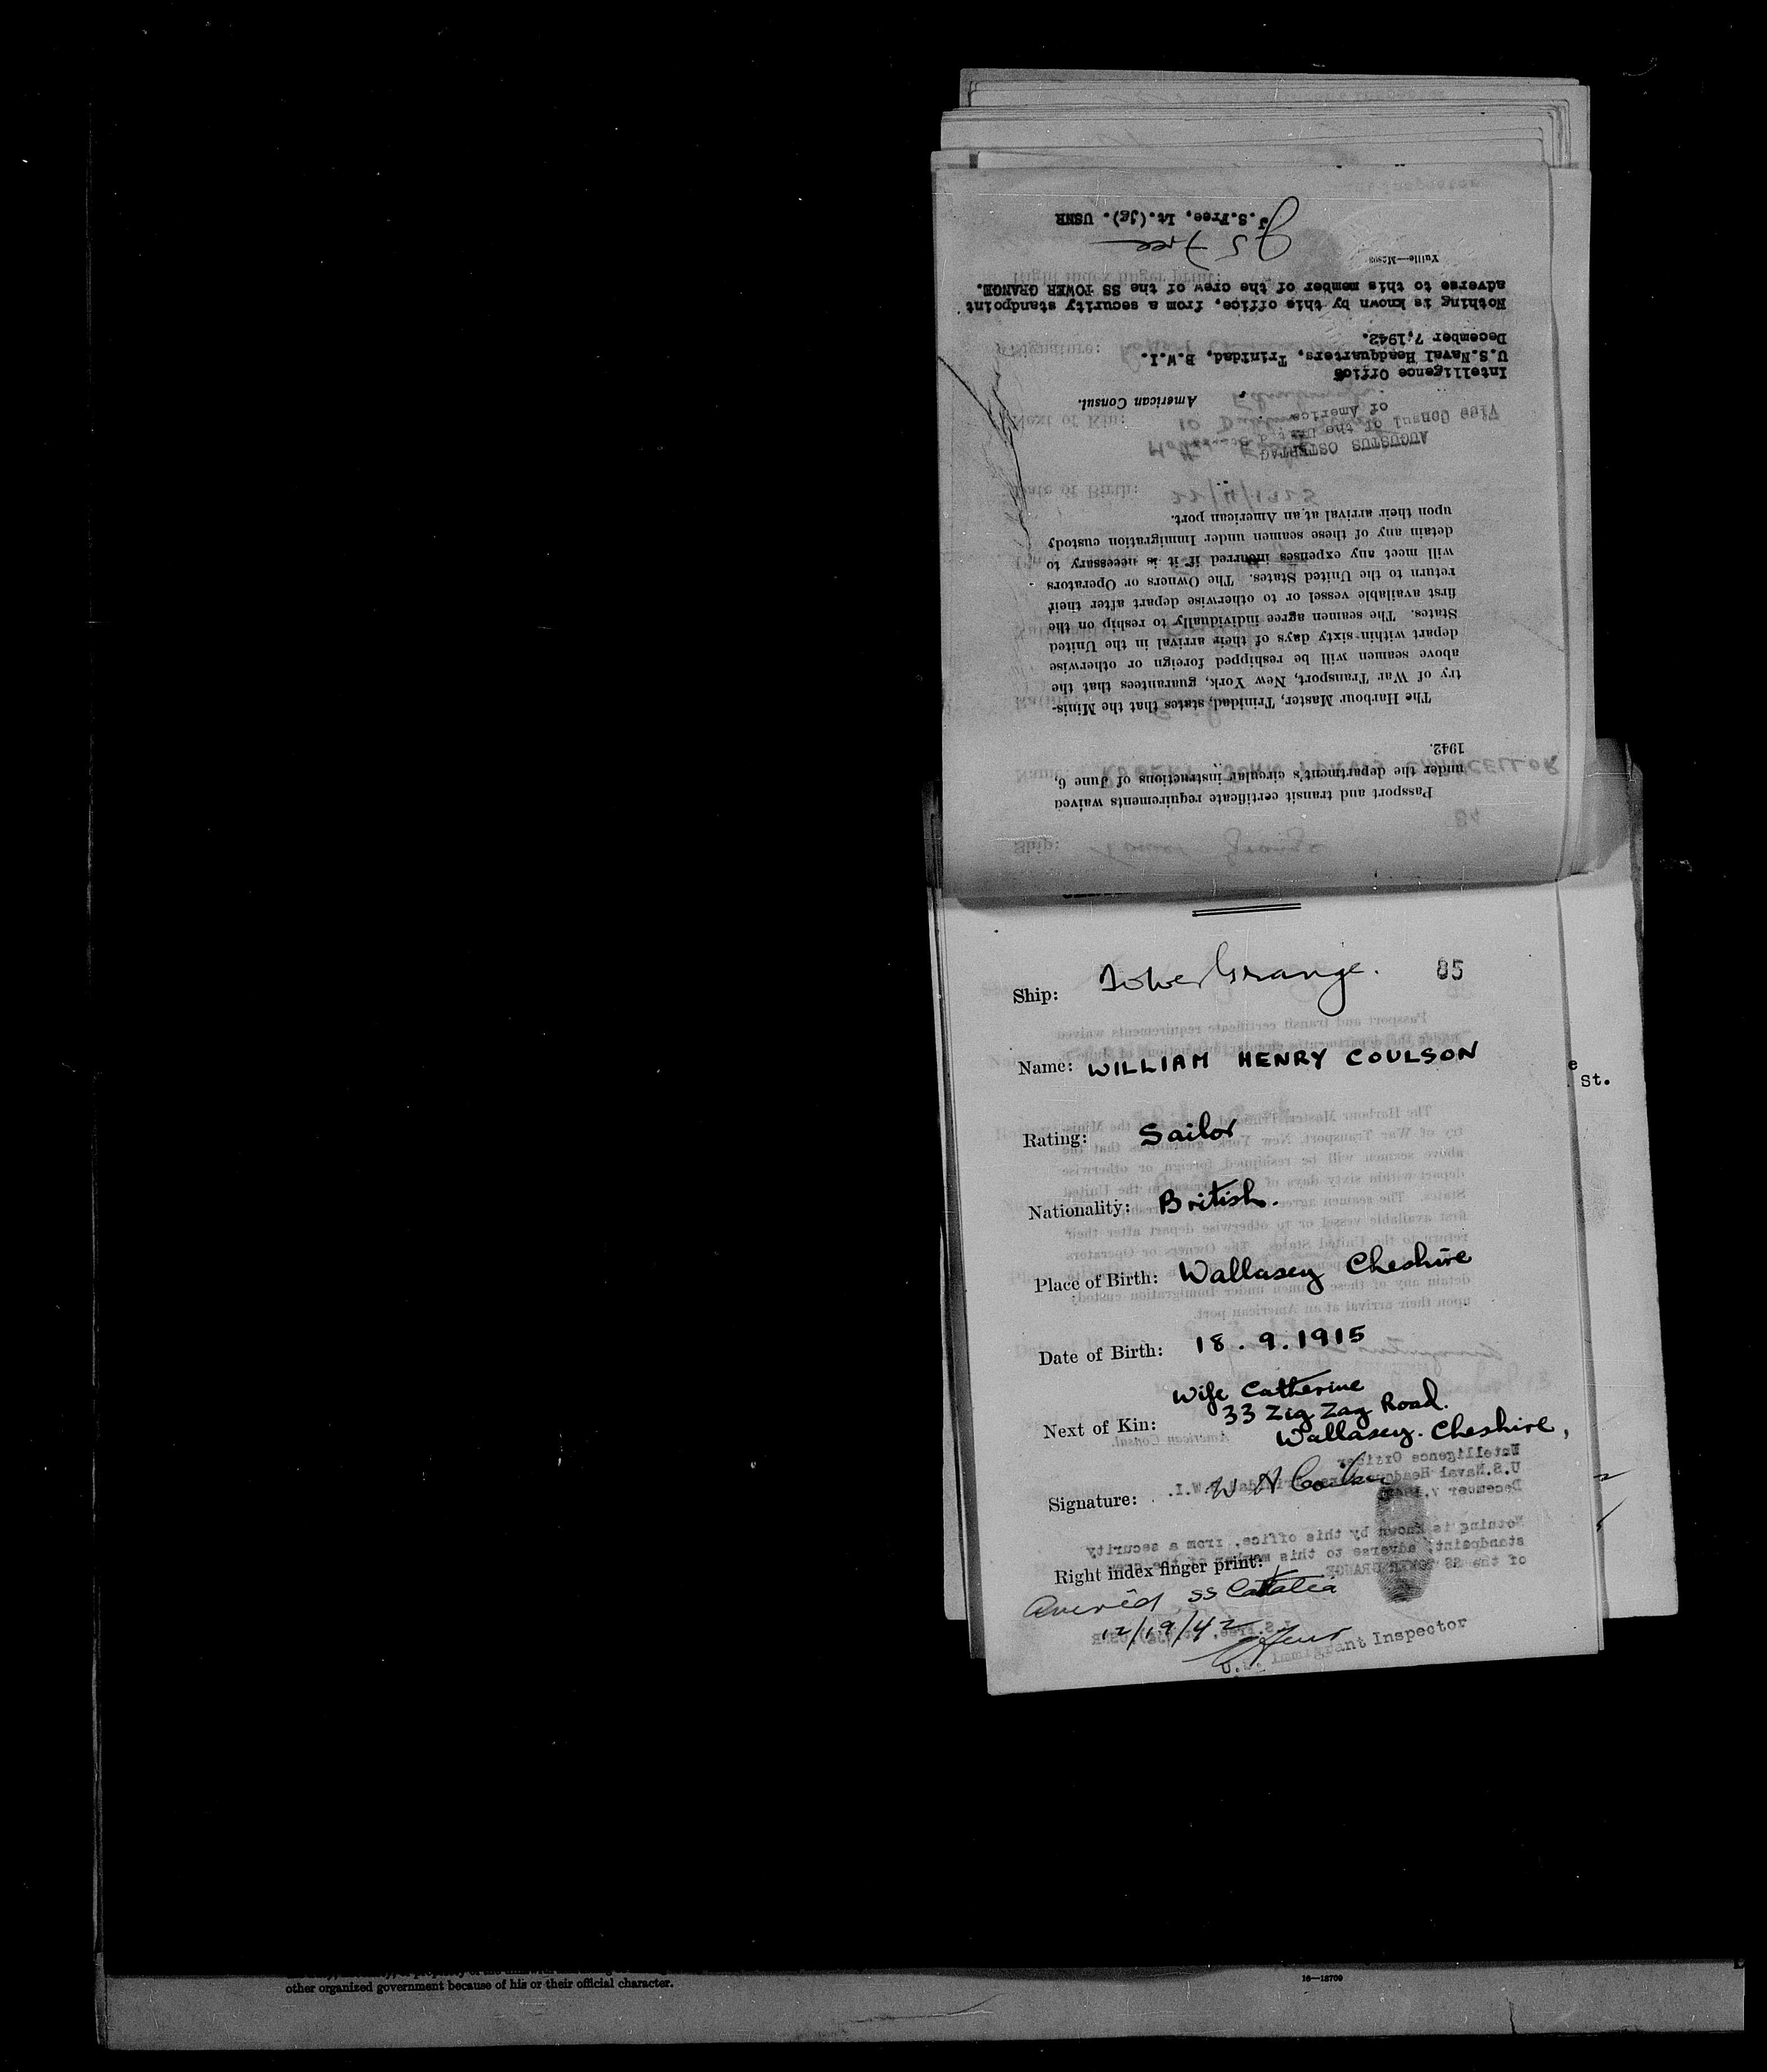 J.S.Free, Lt.(jg). USNR
J S Free
Yuille—M2808
adverse to this member of the crew of the SS TOWER GRANGE.
Nothing is known by this office, from a security standpoint
December 7,1942.
U.S.Naval Headquarters, Trinidad, B.W.I.
Intelligence Office
American Consul.
of America
Vice Consul of the United States
AUGUSTUS OSTERTAG
upon their arrival at an American port.
detain any of these seamen under Immigration custody
will meet any expenses incurred if it is necessary to
return to the United States. The Owners or Operators
first available vessel or to otherwise depart after their
States. The seamen agree individually to reship on the
depart within sixty days of their arrival in the United
above seamen will be reshipped foreign or otherwise
try of War Transport, New York, guarantees that the
The Harbour Master, Trinidad, states that the Minis-
1942.
under the department's circular instructions of June 6,
Passport and transit certificate requirements waived
Ship: Tower Grange. 85
Name: WILLIAM HENRY COULSON
e
St.
Rating: Sailor
Nationality: British.
Place of Birth: Wallasey Cheshire
Date of Birth: 18.9.1915
Wife Catherine
33 Zig Zag Road.
Next of Kin: Wallasey. Cheshire,
Signature: W H Coulson
Right index finger print:
Arrived SS
12/19/42
U.S. Immigrant Inspector
other organized government because of his or their official character.
16—18700